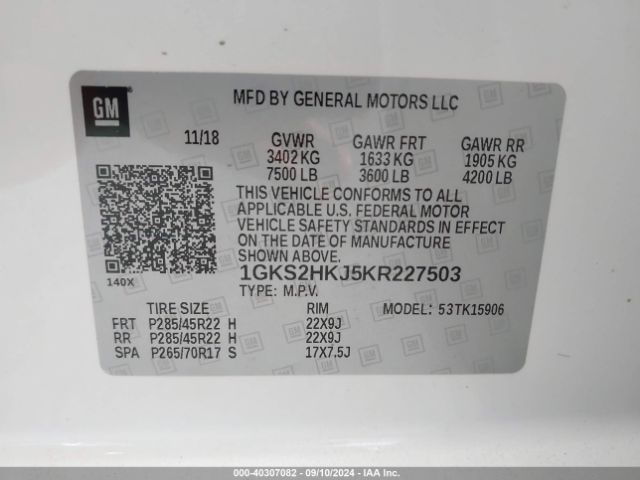 GM
MFD BY GENERAL MOTORS LLC
11/18 GVWR GAWR FRT GAWR RR
3402 KG 1633 KG 1905 KG
7500 LB 3600 LB 4200 LB
THIS VEHICLE CONFORMS TO ALL
APPLICABLE U.S. FEDERAL MOTOR
VEHICLE SAFETY STANDARDS IN EFFECT
ON THE DATE OF MANUFACTURE
SHOWN ABOVE.
140X
1GKS2HKJ5KR227503
TYPE: M.P.V. MODEL: 53TK15906
TIRE SIZE RIM
FRT P285/45R22 H 22X9J
RR P285/45R22 H 22X9J
SPA P265/70R17 S 17X7.5J
000-40307082 - 09/10/2024 - IAA Inc.